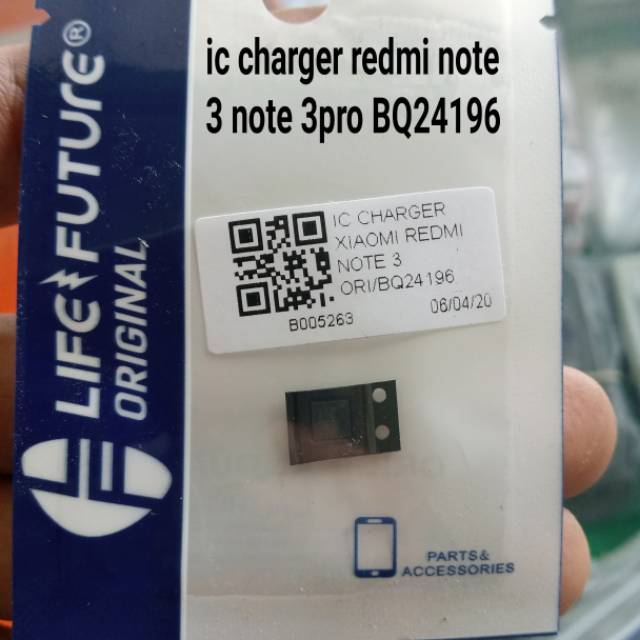 ic charger redmi note
3 note 3pro BQ24196
LIFE FUTURE®
ORIGINAL
IC CHARGER
XIAOMI REDMI
NOTE 3
ORI/BQ24196
B005263
06/04/20
PARTS &
ACCESSORIES